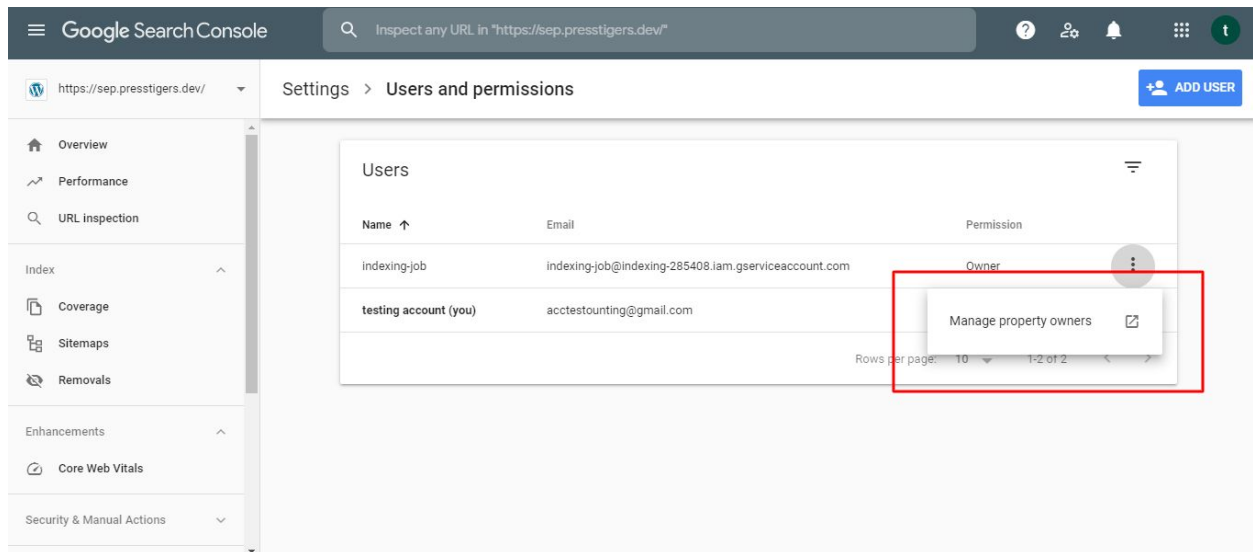 Google Search Console
Inspect any URL in "https://sep.presstigers.dev/"
t
https://sep.presstigers.dev/
Settings > Users and permissions
ADD USER
Overview
Performance
URL inspection
Index
Coverage
Sitemaps
Removals
Enhancements
Core Web Vitals
Security & Manual Actions
Users
Name Email Permission
indexing-job indexing-job@indexing-285408.iam.gserviceaccount.com Owner
testing account (you) acctestounting@gmail.com
Manage property owners
Rows per page: 10 1-2 of 2